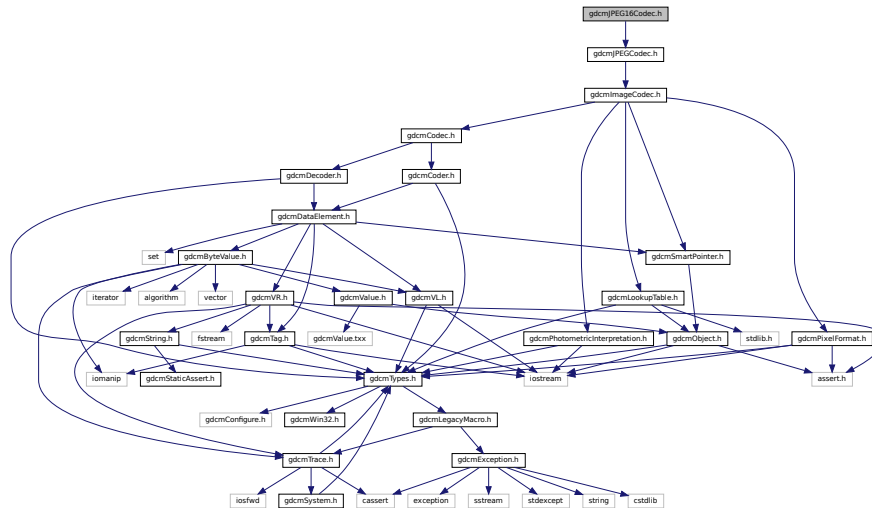 gdcmJPEG16Codec.h
gdcmJPEGCodec.h
gdcmImageCodec.h
gdcmCodec.h
gdcmDecoder.h
gdcmCoder.h
gdcmDataElement.h
set
gdcmByteValue.h
gdcmSmartPointer.h
iterator
algorithm
vector
gdcmVR.h
gdcmValue.h
gdcmVL.h
gdcmLookupTable.h
gdcmString.h
fstream
gdcmTag.h
gdcmValue.txx
gdcmPhotometricInterpretation.h
gdcmObject.h
stdlib.h
gdcmPixelFormat.h
iomanip
gdcmStaticAssert.h
gdcmTypes.h
iostream
assert.h
gdcmConfigure.h
gdcmWin32.h
gdcmLegacyMacro.h
gdcmTrace.h
gdcmException.h
iosfwd
gdcmSystem.h
cassert
exception
sstream
stdexcept
string
cstdlib